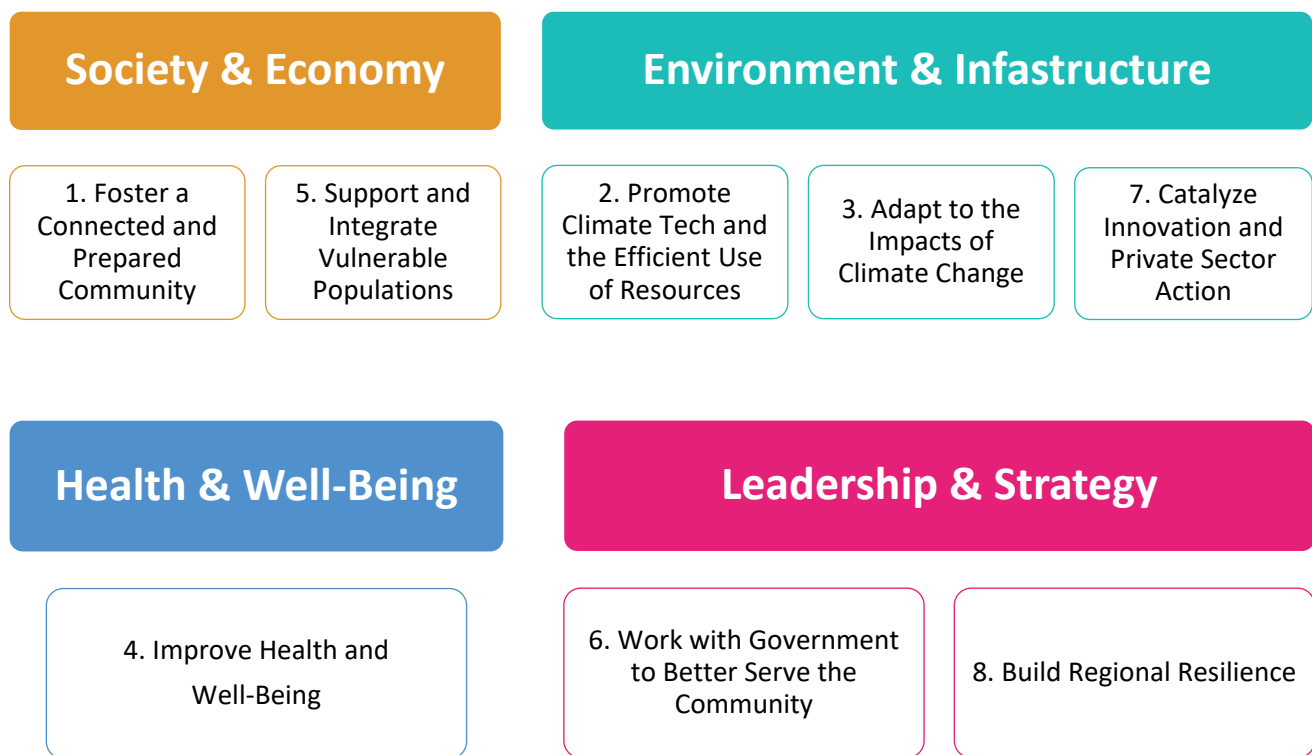 Society & Economy
Environment & Infastructure
1. Foster a
Connected and
Prepared
Community
5. Support and
Integrate
Vulnerable
Populations
2. Promote
Climate Tech and
the Efficient Use
of Resources
3. Adapt to the
Impacts of
Climate Change
7. Catalyze
Innovation and
Private Sector
Action
Health & Well-Being
Leadership & Strategy
4. Improve Health and
Well-Being
6. Work with Government
to Better Serve the
Community
8. Build Regional Resilience